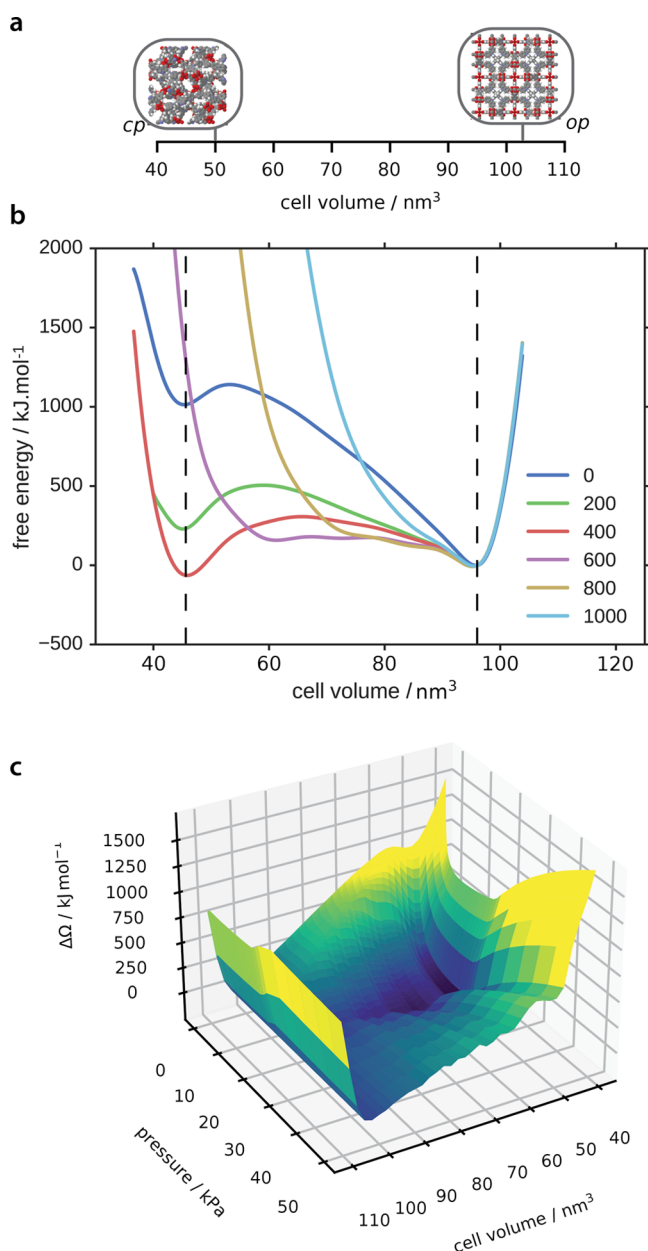 a
cp
op
40 50 60 70 80 90 100 110
cell volume / nm³
b
2000
1500
1000
500
0
−500
free energy / kJ.mol-1
0
200
400
600
800
1000
40 60 80 100 120
cell volume / nm³
c
1500
1250
1000
750
500
250
0
ΔΩ / kJ mol⁻¹
0
10
20
30
40
50
pressure / kPa
110 100 90 80 70 60 50 40
cell volume / nm³